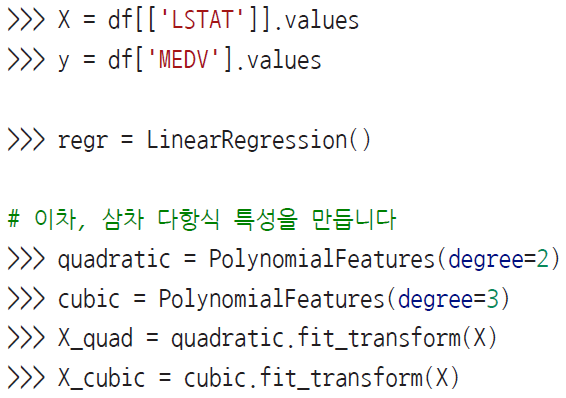 >>> X = df[['LSTAT']].values
>>> y = df['MEDV'].values
>>> regr = LinearRegression()
# 이차, 삼차 다항식 특성을 만듭니다
>>> quadratic = PolynomialFeatures(degree=2)
>>> cubic = PolynomialFeatures(degree=3)
>>> X_quad = quadratic.fit_transform(X)
>>> X_cubic = cubic.fit_transform(X)